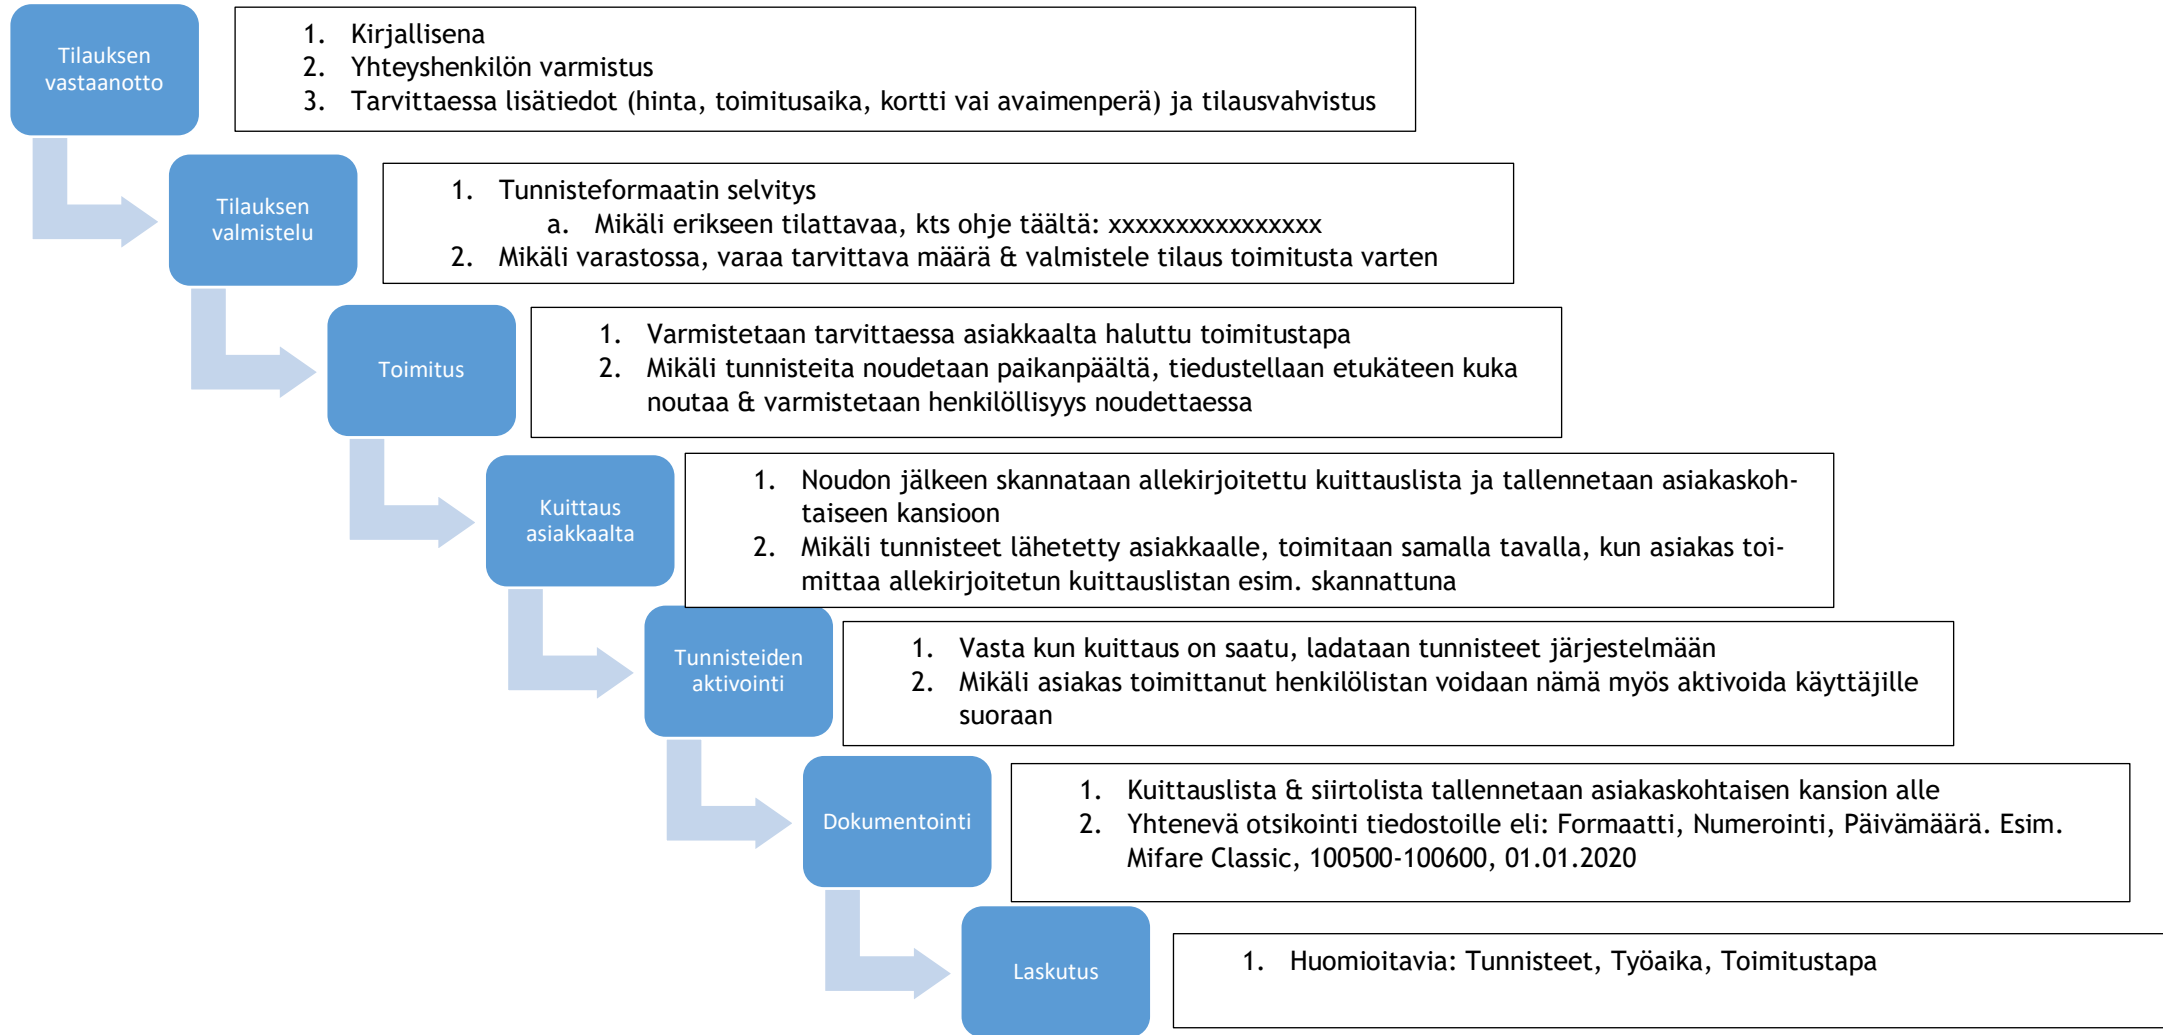 Tilauksen
vastaanotto
1. Kirjallisena
2. Yhteyshenkilön varmistus
3. Tarvittaessa lisätiedot (hinta, toimitusaika, kortti vai avaimenperä) ja tilausvahvistus
Tilauksen
valmistelu
1. Tunnisteformaatin selvitys
a. Mikäli erikseen tilattavaa, kts ohje täältä: xxxxxxxxxxxxxxxx
2. Mikäli varastossa, varaa tarvittava määrä & valmistele tilaus toimitusta varten
Toimitus
1. Varmistetaan tarvittaessa asiakkaalta haluttu toimitustapa
2. Mikäli tunnisteita noudetaan paikanpäältä, tiedustellaan etukäteen kuka
noutaa & varmistetaan henkilöllisyys noudettaessa
Kuittaus
asiakkaalta
1. Noudon jälkeen skannataan allekirjoitettu kuittauslista ja tallennetaan asiakaskoh-
taiseen kansioon
2. Mikäli tunnisteet lähetetty asiakkaalle, toimitaan samalla tavalla, kun asiakas toi-
mittaa allekirjoitetun kuittauslistan esim. skannattuna
Tunnisteiden
aktivointi
1. Vasta kun kuittaus on saatu, ladataan tunnisteet järjestelmään
2. Mikäli asiakas toimittanut henkilölistan voidaan nämä myös aktivoida käyttäjille
suoraan
Dokumentointi
1. Kuittauslista & siirtolista tallennetaan asiakaskohtaisen kansion alle
2. Yhtenevä otsikointi tiedostoille eli: Formaatti, Numerointi, Päivämäärä. Esim.
Mifare Classic, 100500-100600, 01.01.2020
Laskutus
1. Huomioitavia: Tunnisteet, Työaika, Toimitustapa